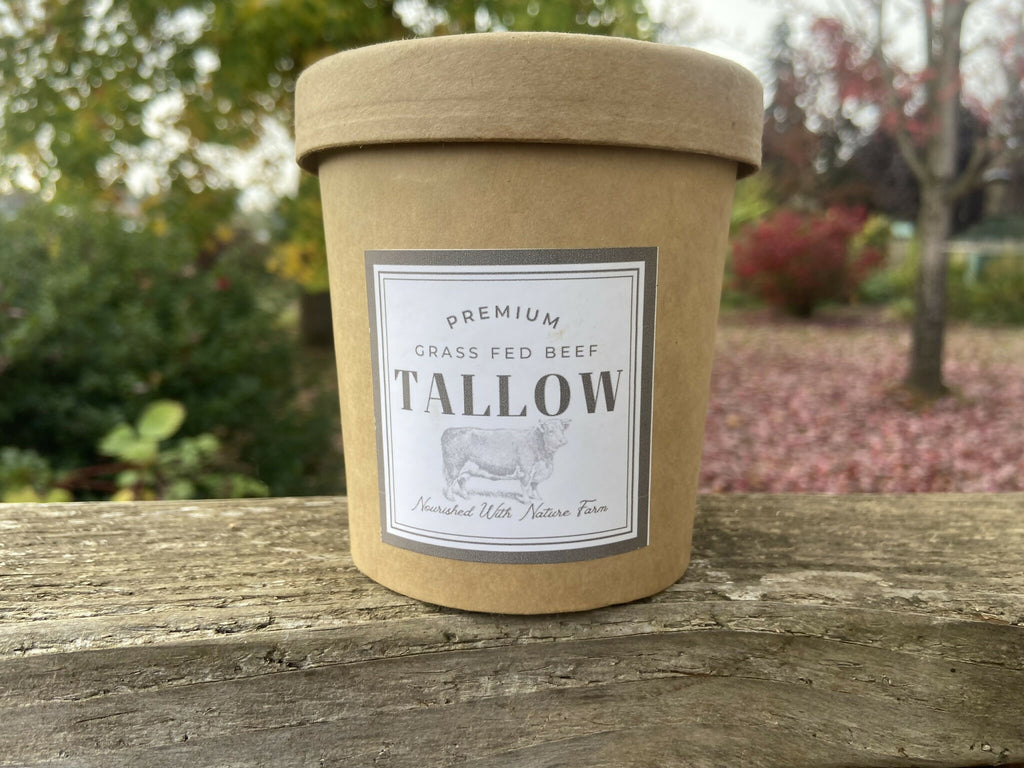 PREMIUM
GRASS FED BEEF
TALLOW
Nourished With Nature Farm